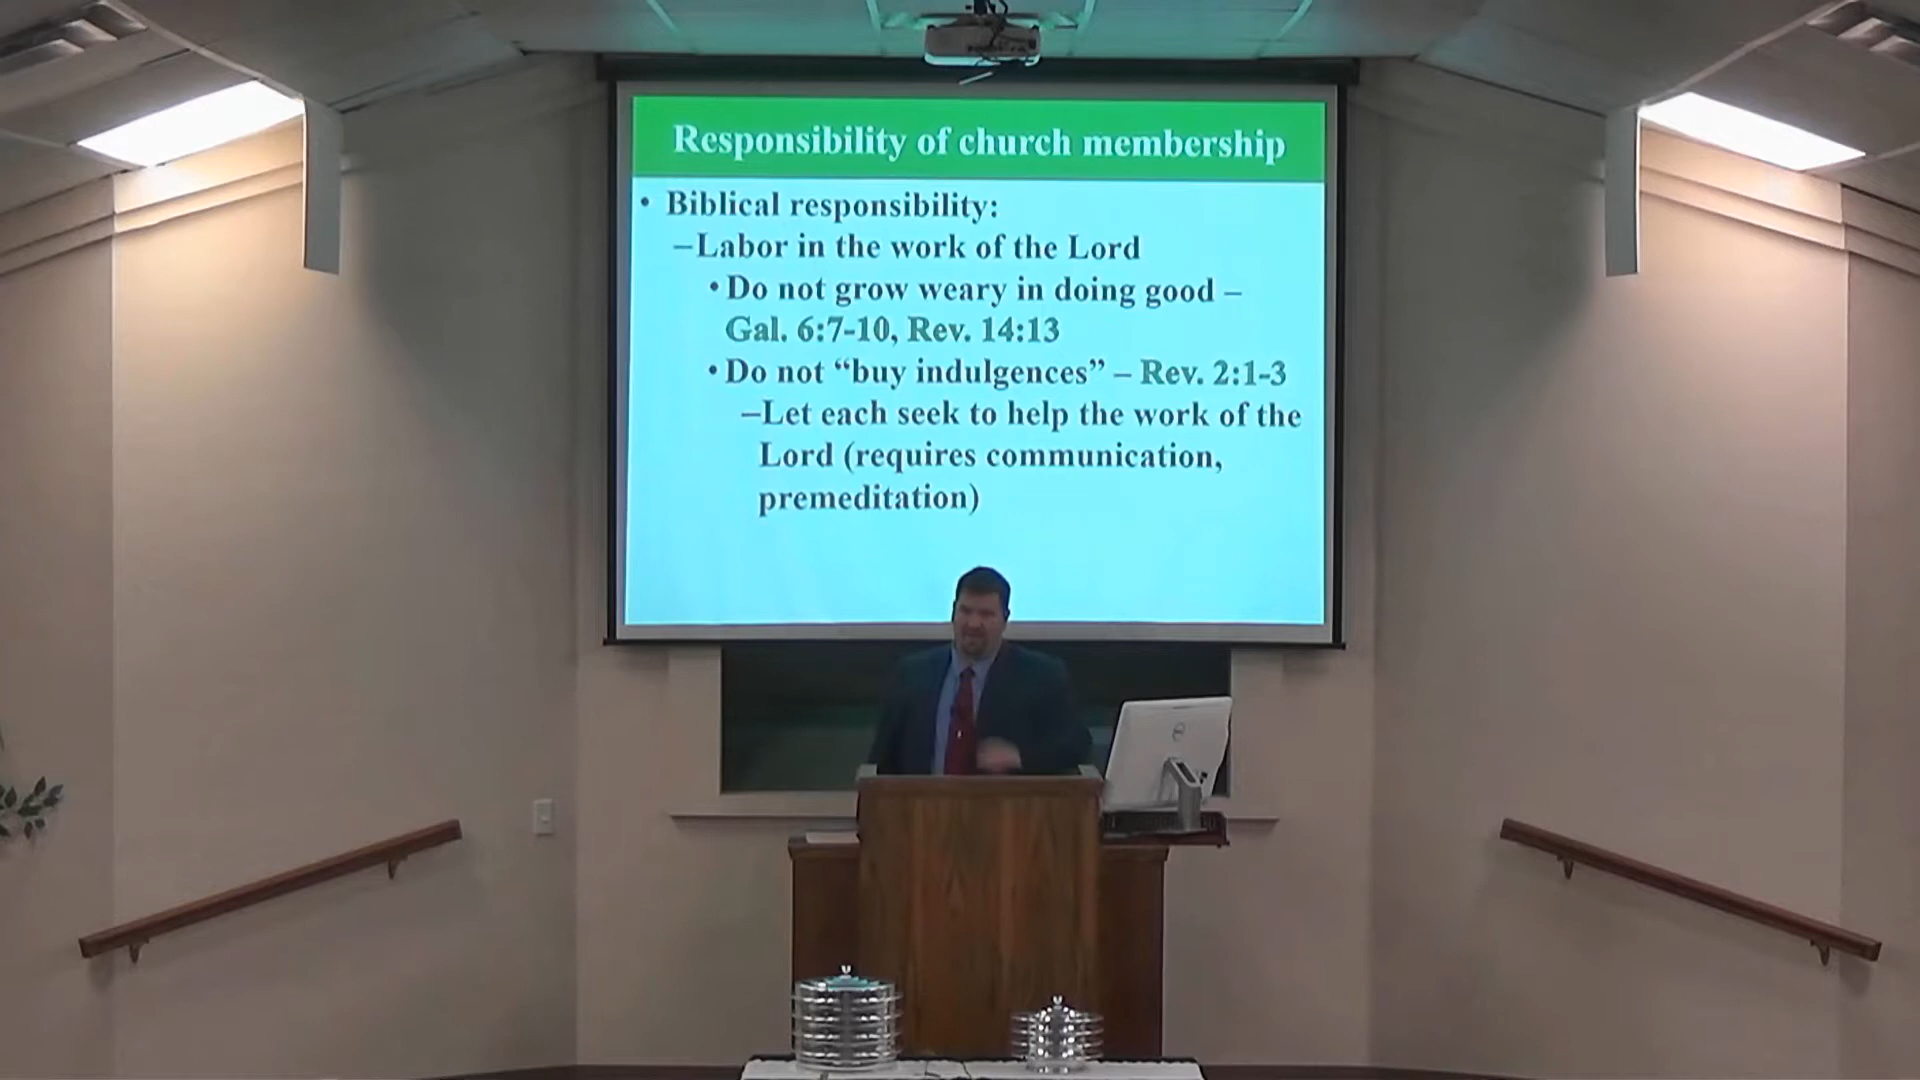 Responsibility of church membership
• Biblical responsibility:
–Labor in the work of the Lord
• Do not grow weary in doing good –
Gal. 6:7-10, Rev. 14:13
• Do not “buy indulgences” – Rev. 2:1-3
–Let each seek to help the work of the
Lord (requires communication,
premeditation)
DELL